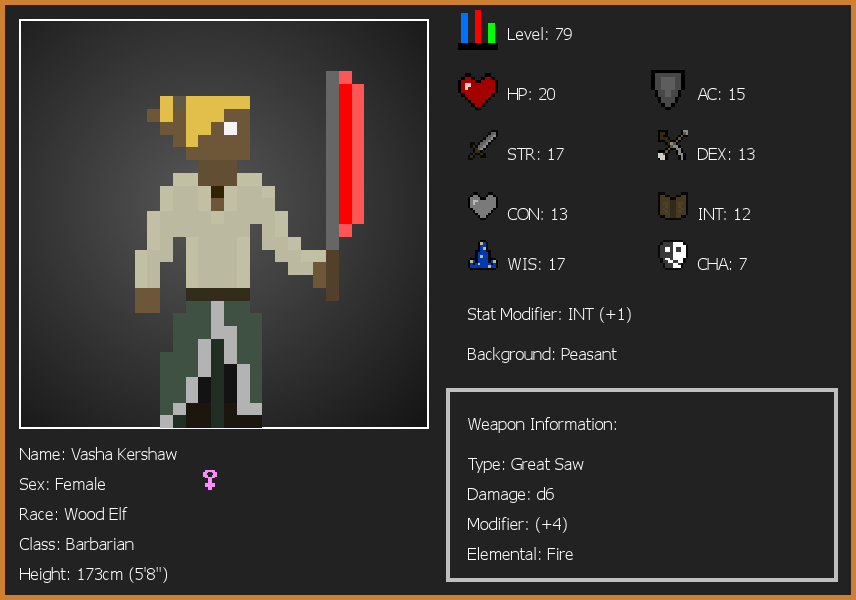 Level: 79
HP: 20
AC: 15
STR: 17
DEX: 13
CON: 13
INT: 12
WIS: 17
CHA: 7
Stat Modifier: INT (+1)
Background: Peasant
Weapon Information:
Type: Great Saw
Damage: d6
Modifier: (+4)
Elemental: Fire
Name: Vasha Kershaw
Sex: Female
Race: Wood Elf
Class: Barbarian
Height: 173cm (5'8")